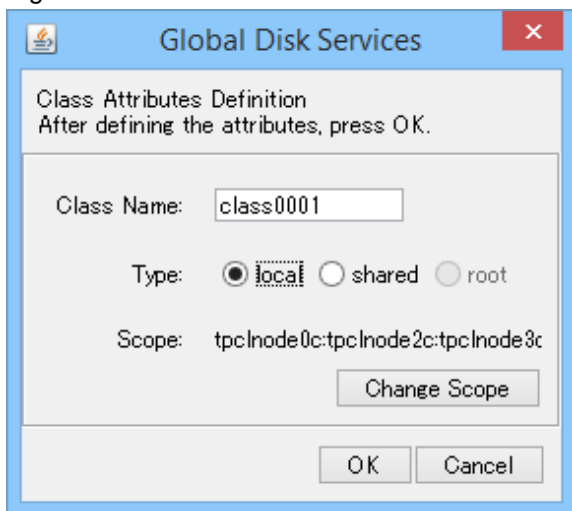 Global Disk Services
Class Attributes Definition
After defining the attributes, press OK.
Class Name: class0001
Type: local shared root
Scope: tpclnode0c:tpclnode2c:tpclnode3c
Change Scope
OK Cancel